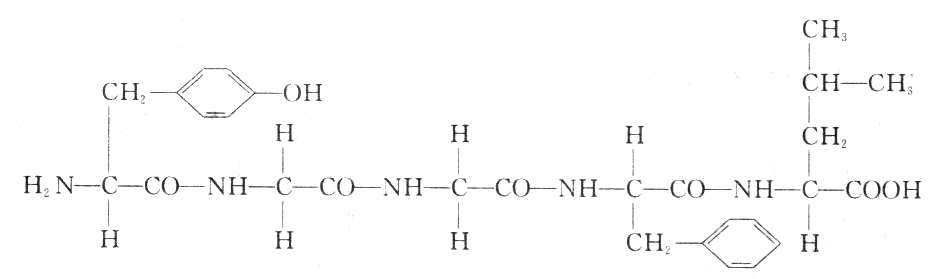 CH₃
CH₂ OH CH—CH₃
H H H CH₂
H₂N—C—CO—NH—C—CO—NH—C—CO—NH—C—CO—NH—C—COOH
H H H CH₂ H